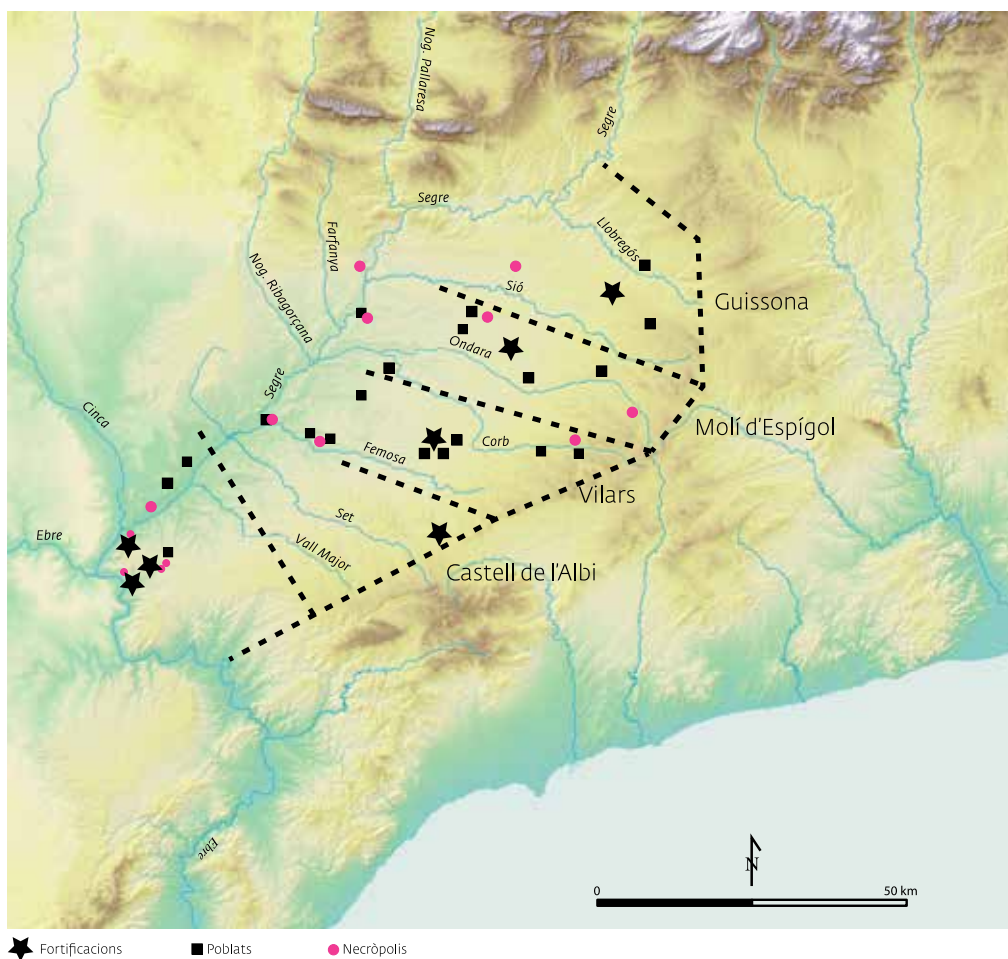 Nog. Pallaresa
Segre
Segre
Llobregós
Farfanya
Nog. Ribagorçana
Sió
Guissona
Ondara
Segre
Cinca
Molí d'Espígol
Corb
Femosa
Vilars
Set
Ebre
Vall Major
Castell de l'Albi
Ebre
N
0 50 km
Fortificacions Poblats Necròpolis